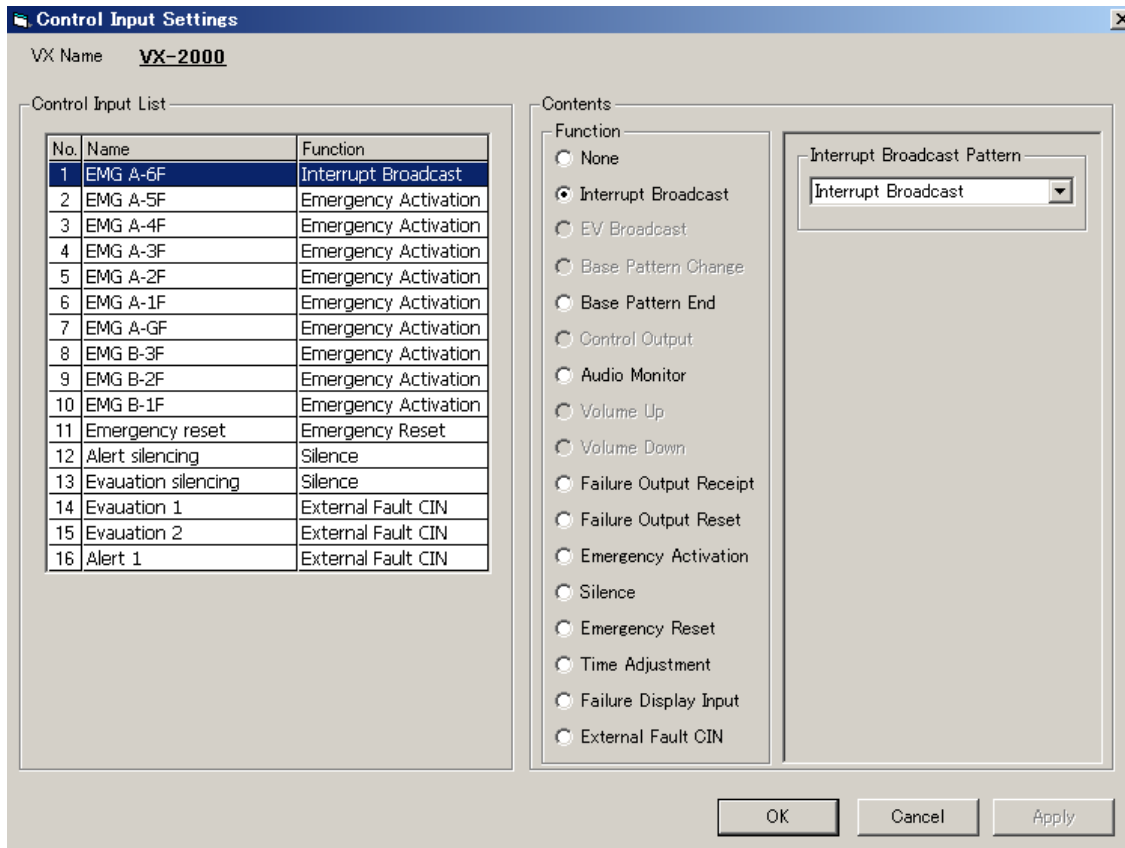 Control Input Settings
VX Name VX-2000
Control Input List
No. Name Function
1 EMG A-6F Interrupt Broadcast
2 EMG A-5F Emergency Activation
3 EMG A-4F Emergency Activation
4 EMG A-3F Emergency Activation
5 EMG A-2F Emergency Activation
6 EMG A-1F Emergency Activation
7 EMG A-GF Emergency Activation
8 EMG B-3F Emergency Activation
9 EMG B-2F Emergency Activation
10 EMG B-1F Emergency Activation
11 Emergency reset Emergency Reset
12 Alert silencing Silence
13 Evauation silencing Silence
14 Evauation 1 External Fault CIN
15 Evauation 2 External Fault CIN
16 Alert 1 External Fault CIN
Contents
Function
None
Interrupt Broadcast
EV Broadcast
Base Pattern Change
Base Pattern End
Control Output
Audio Monitor
Volume Up
Volume Down
Failure Output Receipt
Failure Output Reset
Emergency Activation
Silence
Emergency Reset
Time Adjustment
Failure Display Input
External Fault CIN
Interrupt Broadcast Pattern
Interrupt Broadcast
OK Cancel Apply